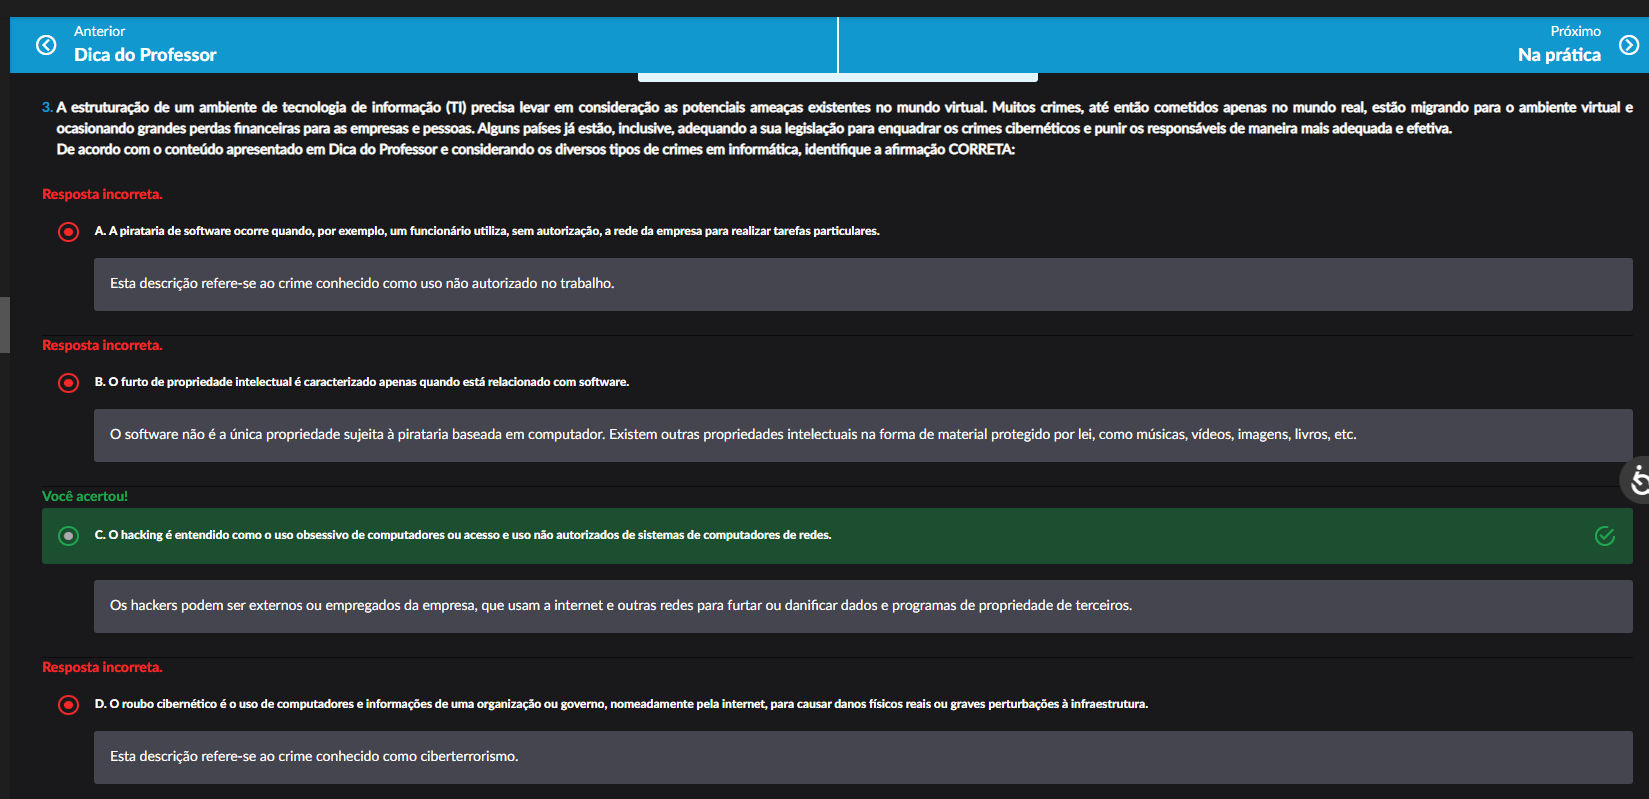 Anterior
Dica do Professor
Próximo
Na prática
3. A estruturação de um ambiente de tecnologia de informação (TI) precisa levar em consideração as potenciais ameaças existentes no mundo virtual. Muitos crimes, até então cometidos apenas no mundo real, estão migrando para o ambiente virtual e
ocasionando grandes perdas financeiras para as empresas e pessoas. Alguns países já estão, inclusive, adequando a sua legislação para enquadrar os crimes cibernéticos e punir os responsáveis de maneira mais adequada e efetiva.
De acordo com o conteúdo apresentado em Dica do Professor e considerando os diversos tipos de crimes em informática, identifique a afirmação CORRETA:
Resposta incorreta.
A. A pirataria de software ocorre quando, por exemplo, um funcionário utiliza, sem autorização, a rede da empresa para realizar tarefas particulares.
Esta descrição refere-se ao crime conhecido como uso não autorizado no trabalho.
Resposta incorreta.
B. O furto de propriedade intelectual é caracterizado apenas quando está relacionado com software.
O software não é a única propriedade sujeita à pirataria baseada em computador. Existem outras propriedades intelectuais na forma de material protegido por lei, como músicas, vídeos, imagens, livros, etc.
Você acertou!
C. O hacking é entendido como o uso obsessivo de computadores ou acesso e uso não autorizados de sistemas de computadores de redes.
Os hackers podem ser externos ou empregados da empresa, que usam a internet e outras redes para furtar ou danificar dados e programas de propriedade de terceiros.
Resposta incorreta.
D. O roubo cibernético é o uso de computadores e informações de uma organização ou governo, nomeadamente pela internet, para causar danos físicos reais ou graves perturbações à infraestrutura.
Esta descrição refere-se ao crime conhecido como ciberterrorismo.